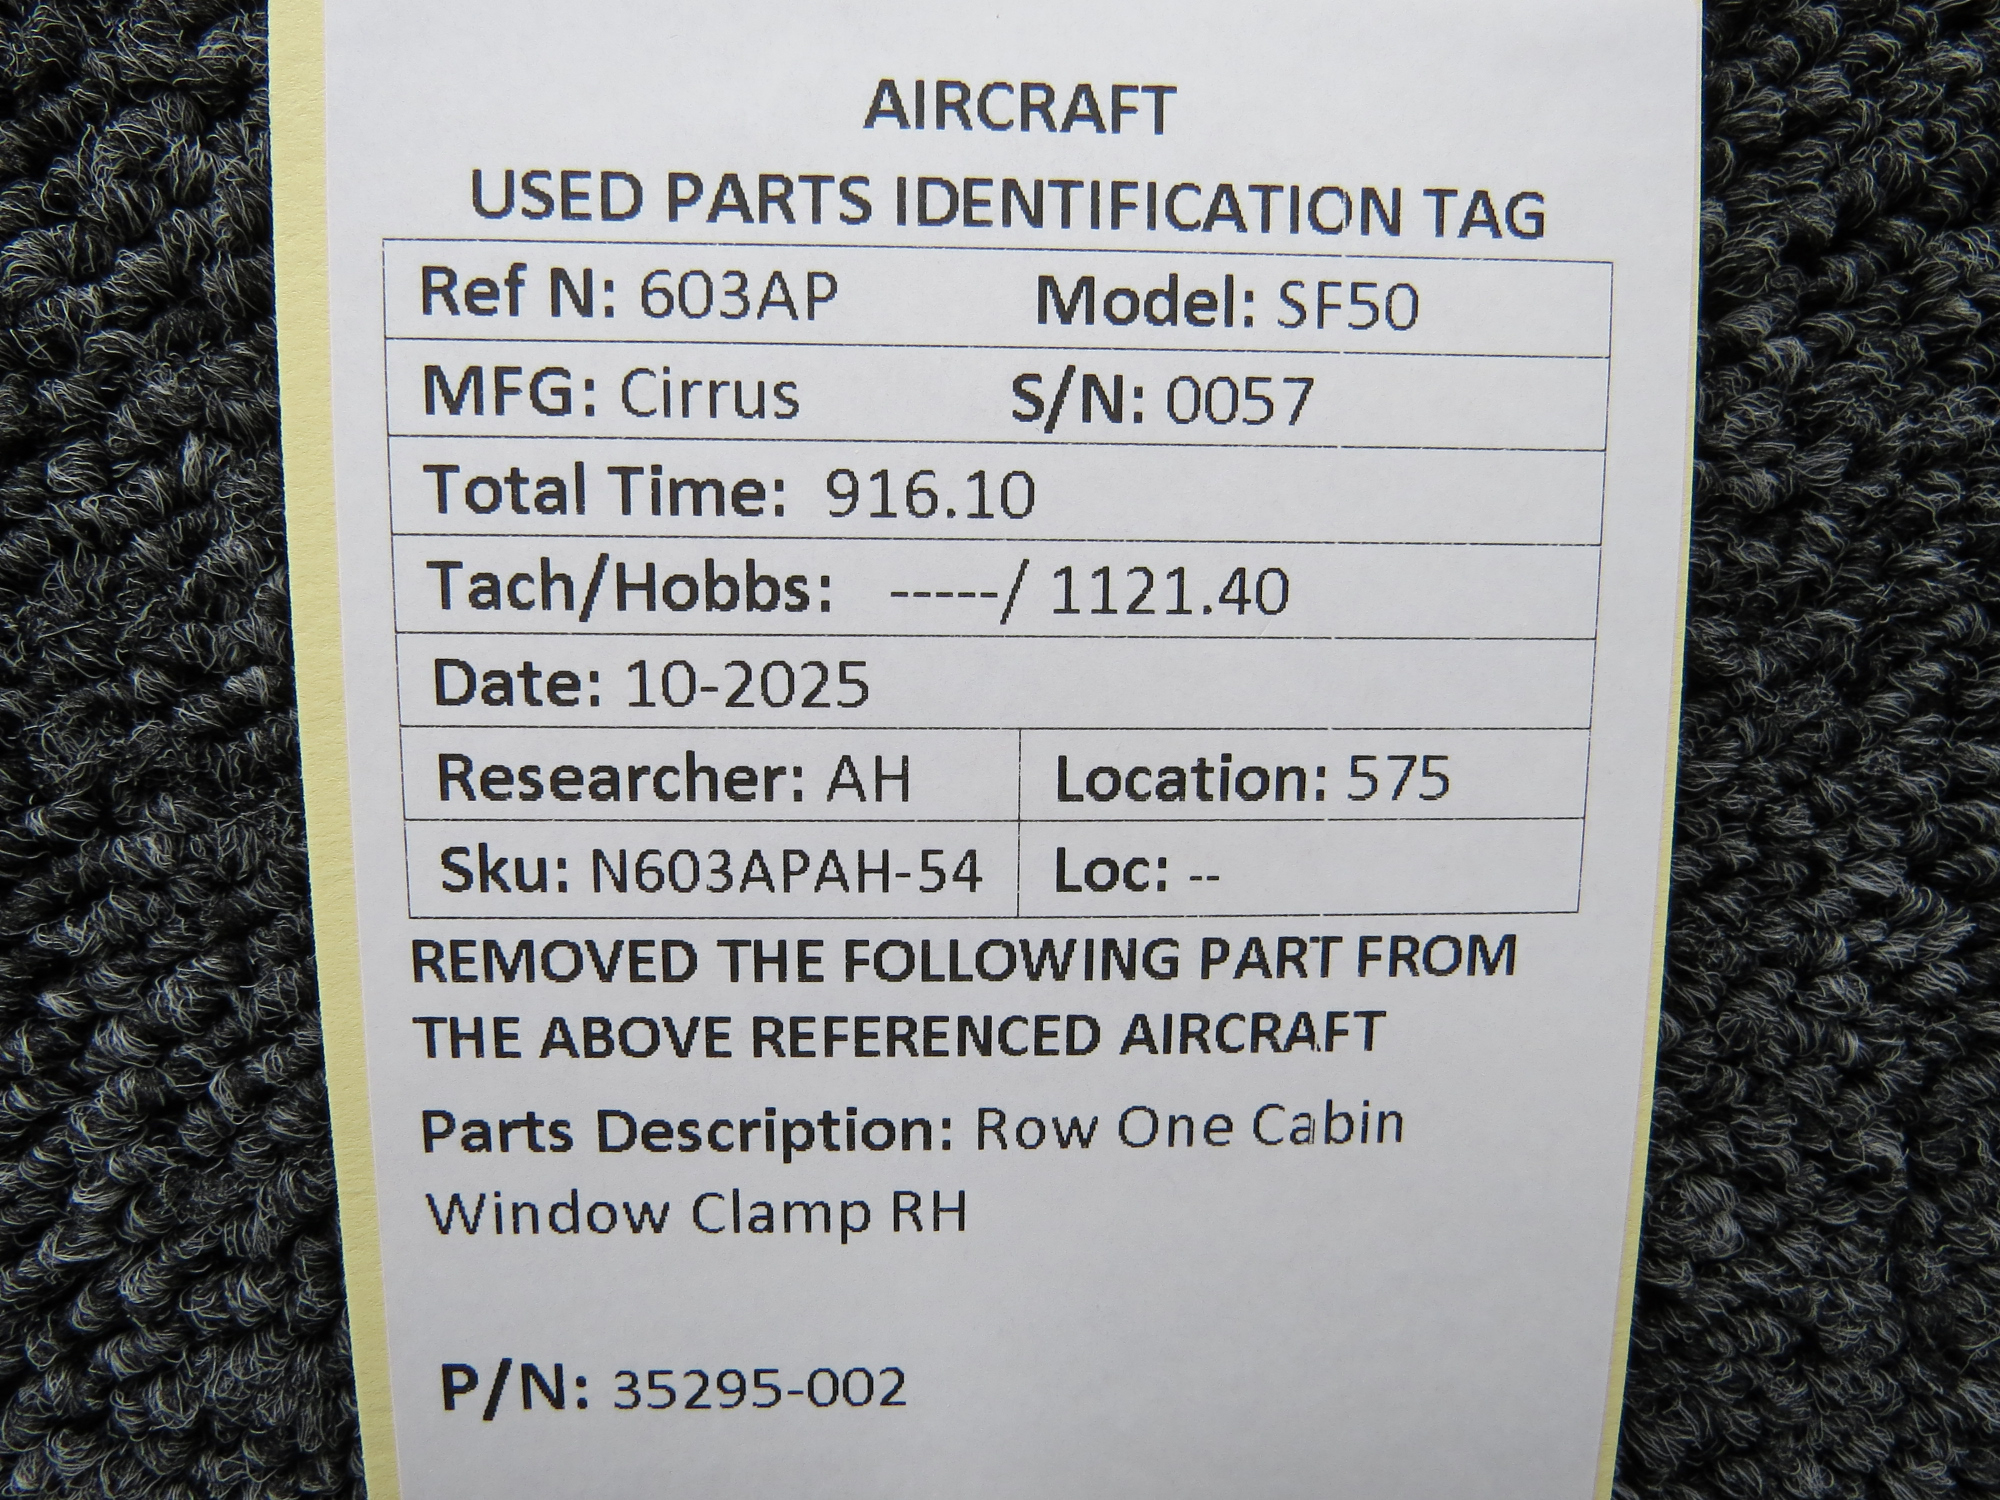 AIRCRAFT
USED PARTS IDENTIFICATION TAG
Ref N: 603AP Model: SF50
MFG: Cirrus S/N: 0057
Total Time: 916.10
Tach/Hobbs: -----/ 1121.40
Date: 10-2025
Researcher: AH Location: 575
Sku: N603APAH-54 Loc: --
REMOVED THE FOLLOWING PART FROM
THE ABOVE REFERENCED AIRCRAFT
Parts Description: Row One Cabin
Window Clamp RH
P/N: 35295-002